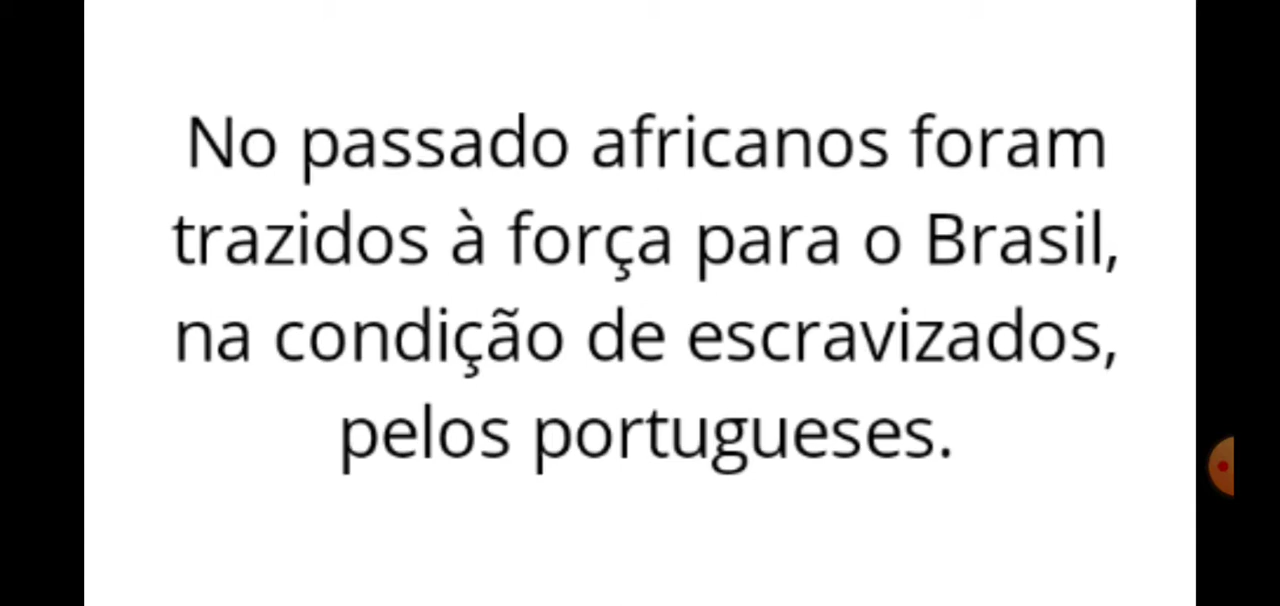 No passado africanos foram
trazidos à força para o Brasil,
na condição de escravizados,
pelos portugueses.